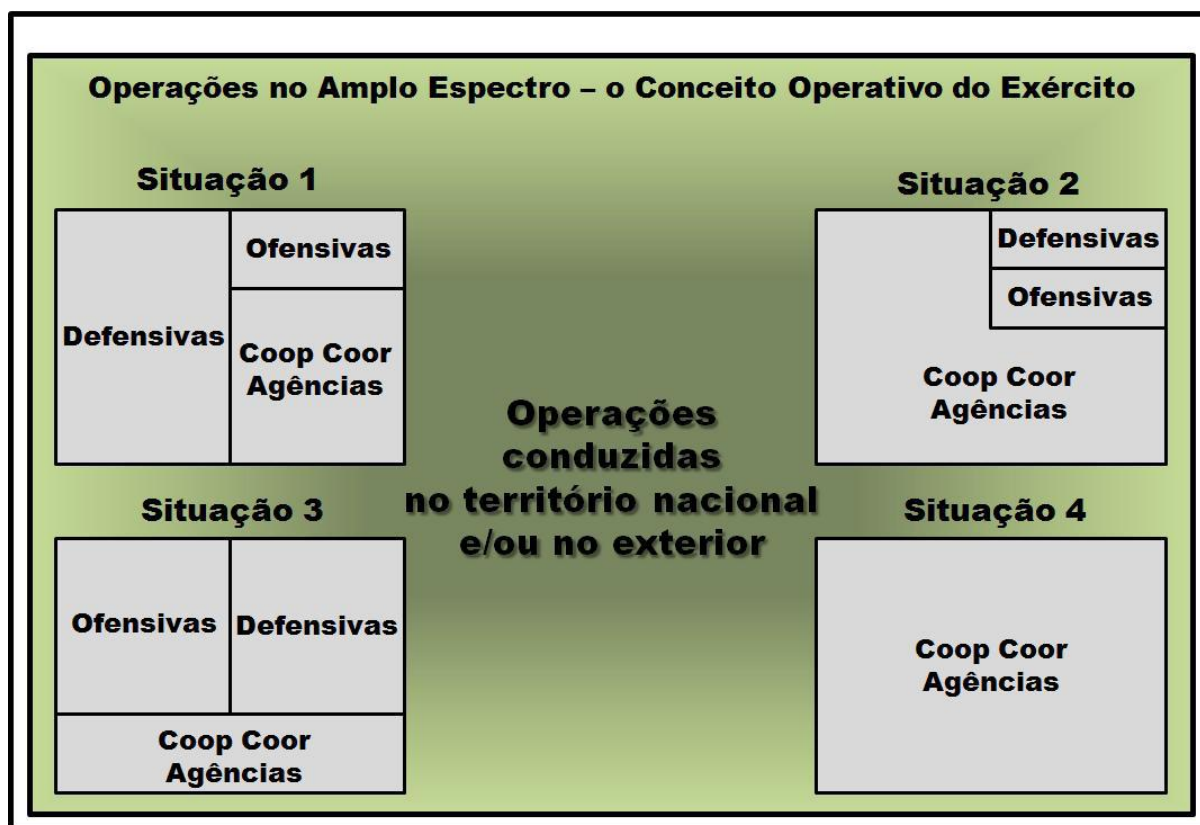 Operações no Amplo Espectro – o Conceito Operativo do Exército
Situação 1
Defensivas
Ofensivas
Coop Coor
Agências
Situação 2
Defensivas
Ofensivas
Coop Coor
Agências
Operações
conduzidas
no território nacional
e/ou no exterior
Situação 3
Ofensivas
Defensivas
Coop Coor
Agências
Situação 4
Coop Coor
Agências